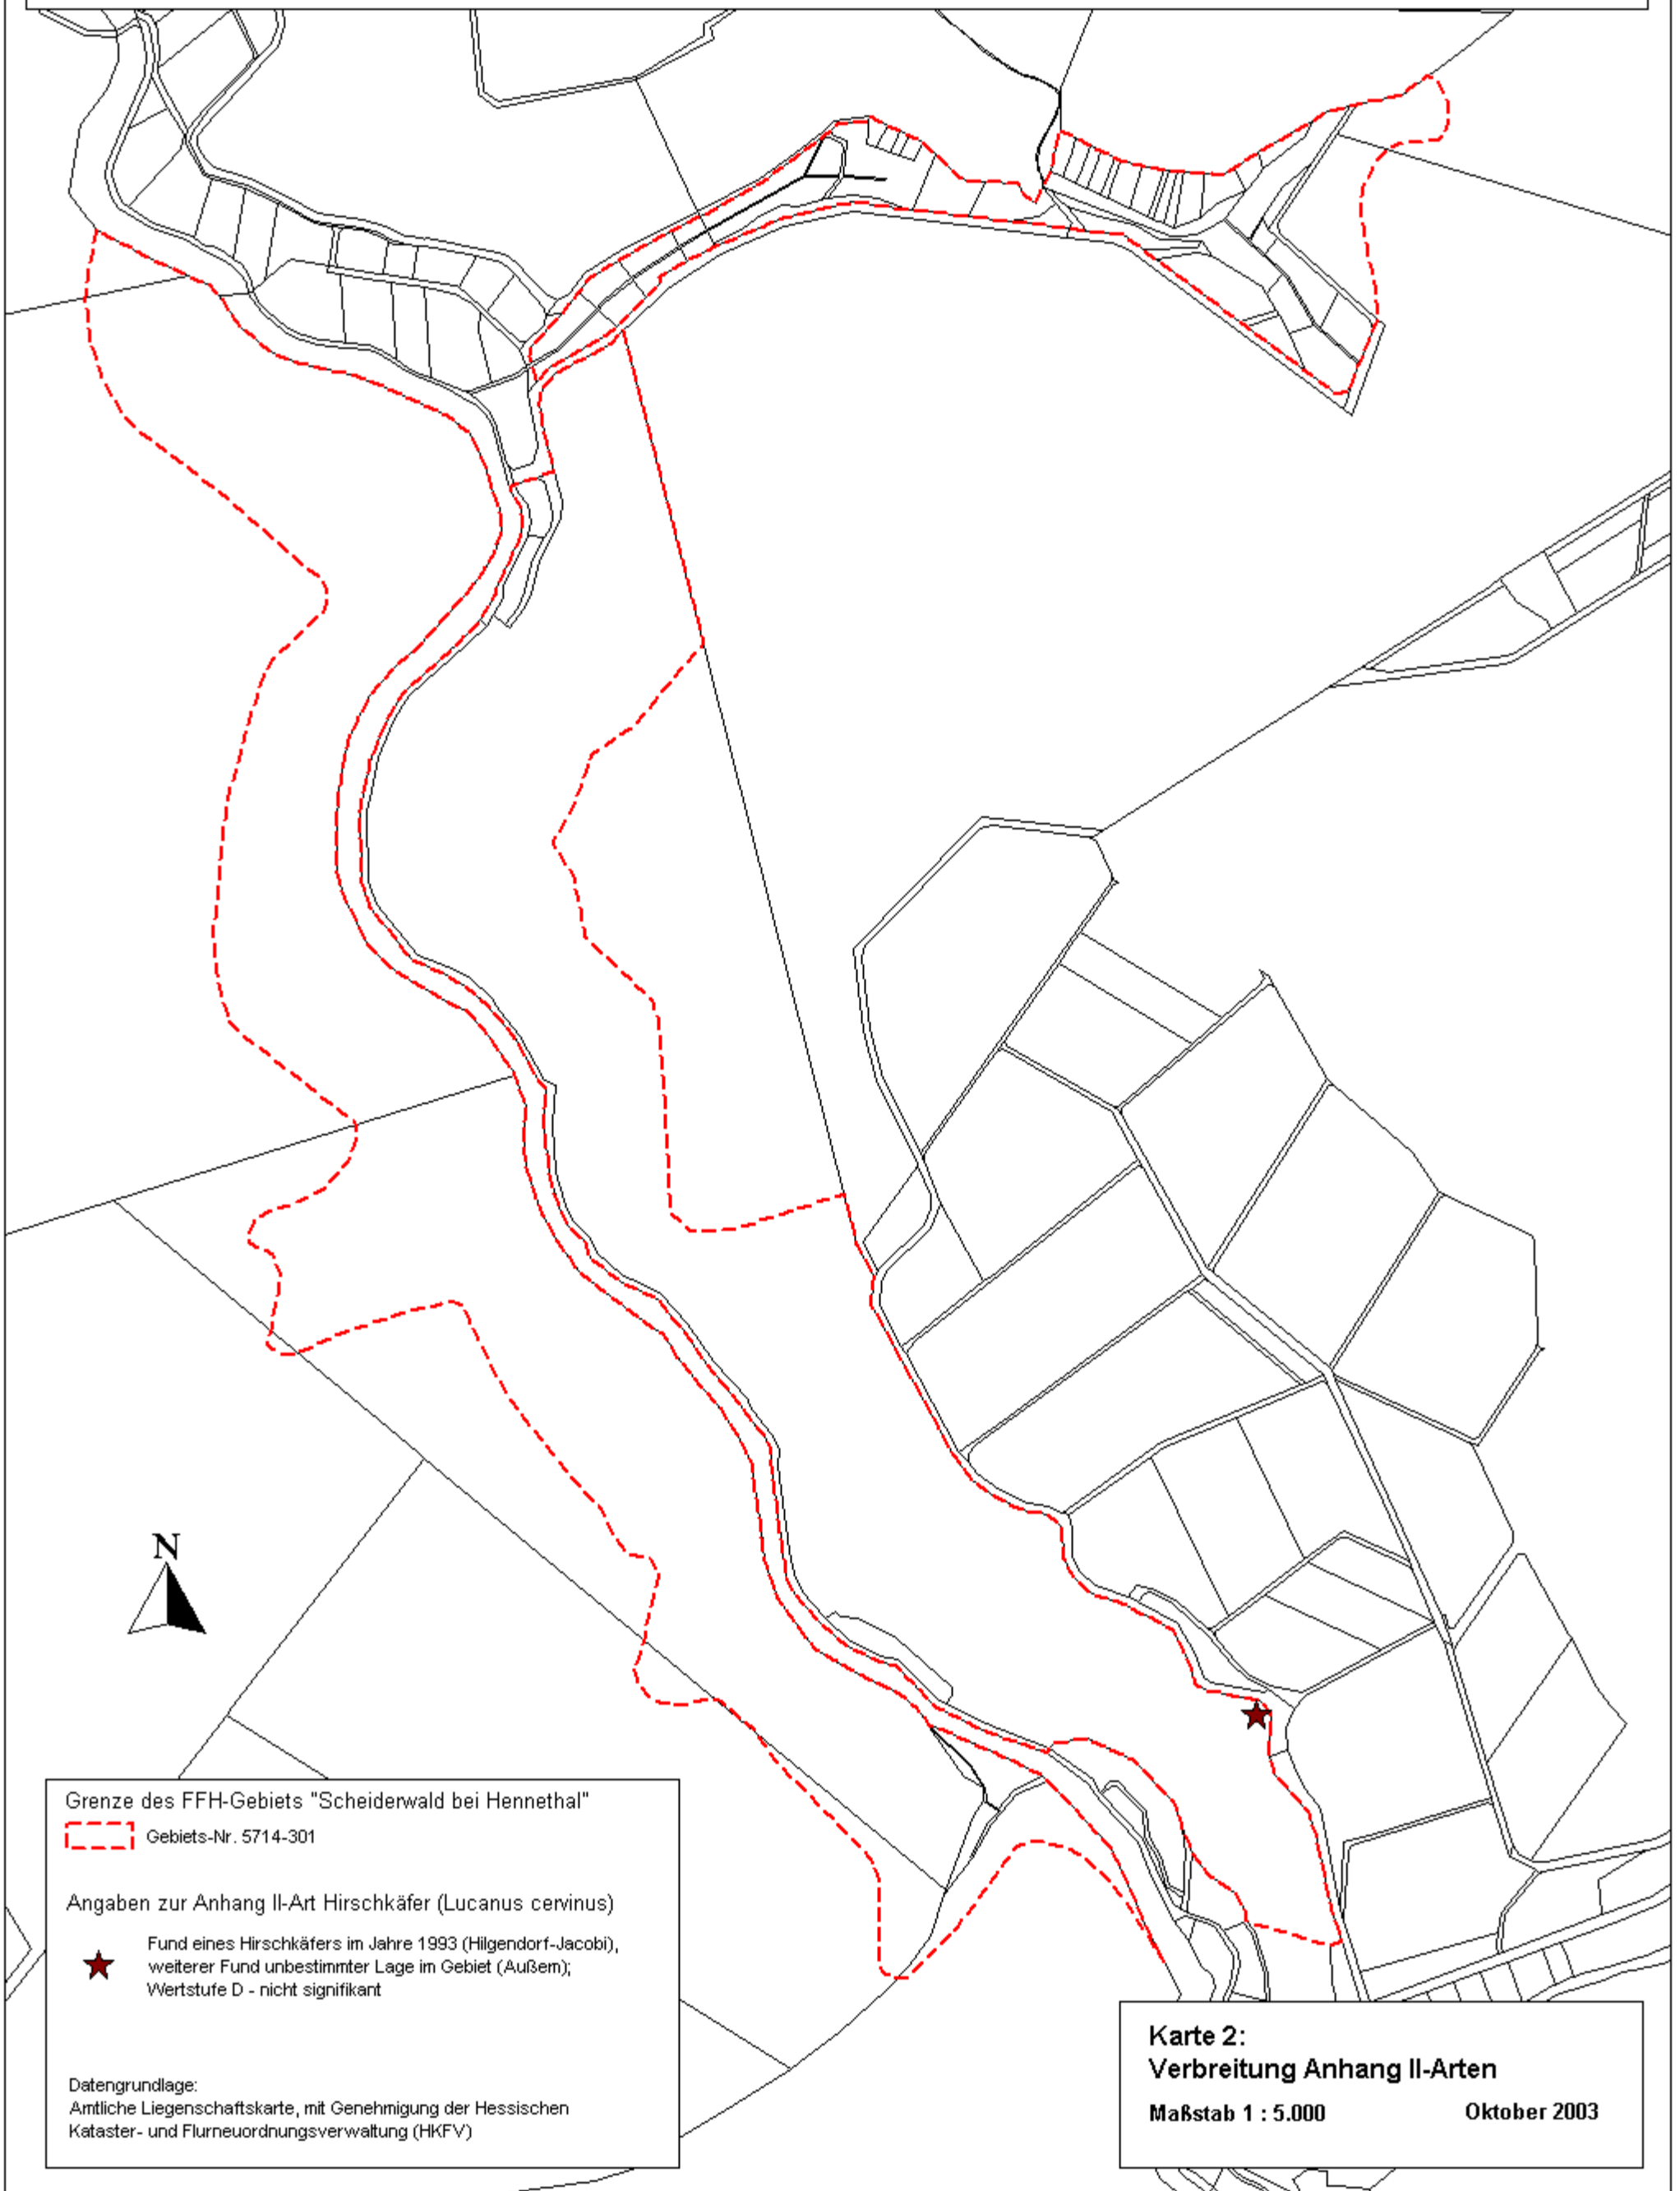 N
Grenze des FFH-Gebiets "Scheiderwald bei Hennethal"
Gebiets-Nr. 5714-301
Angaben zur Anhang II-Art Hirschkäfer (Lucanus cervinus)
Fund eines Hirschkäfers im Jahre 1993 (Hilgendorf-Jacobi),
weiterer Fund unbestimmter Lage im Gebiet (Außem);
Wertstufe D - nicht signifikant
Datengrundlage:
Amtliche Liegenschaftskarte, mit Genehmigung der Hessischen
Kataster- und Flurneuordnungsverwaltung (HKFV)
Karte 2:
Verbreitung Anhang II-Arten
Maßstab 1 : 5.000 Oktober 2003